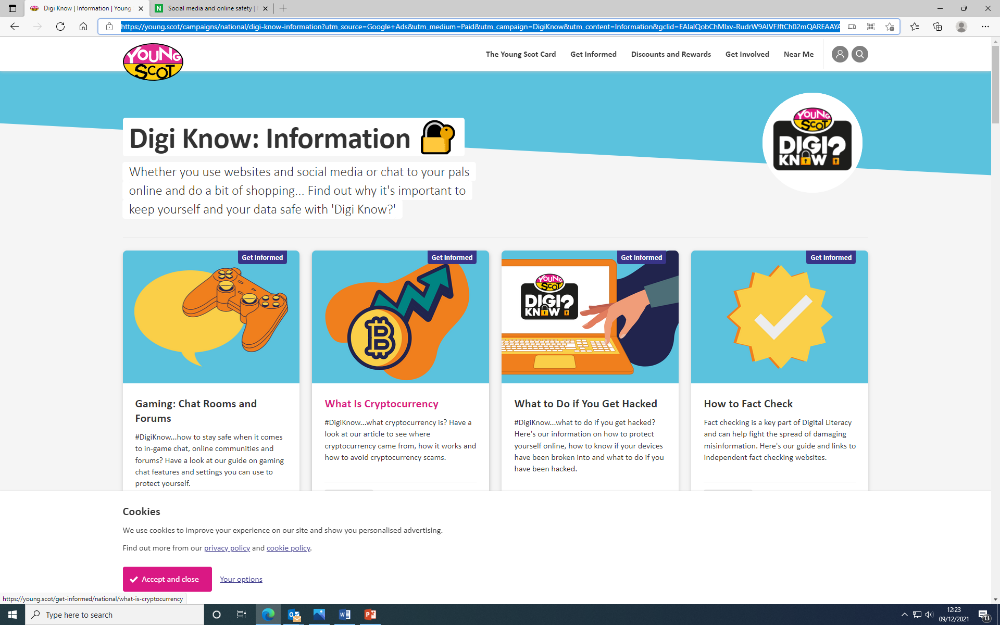 Digi Know | Information | Young
Social media and online safety |
https://young.scot/campaigns/national/digi-know-information?utm_source=Google+Ads&utm_medium=Paid&utm_campaign=DigiKnow&utm_content=Information&gclid=
YOUNG
SCOT
The Young Scot Card
Get Informed
Discounts and Rewards
Get Involved
Near Me
Digi Know: Information
Whether you use websites and social media or chat to your pals
online and do a bit of shopping... Find out why it's important to
keep yourself and your data safe with 'Digi Know?'
YOUNG
SCOT
DIGI
KNOW?
Get Informed
Gaming: Chat Rooms and
Forums
#DigiKnow...how to stay safe when it comes
to in-game chat, online communities and
forums? Have a look at our guide on gaming
chat features and settings you can use to
protect yourself.
Get Informed
What Is Cryptocurrency
#DigiKnow...what cryptocurrency is? Have a
look at our article to see where
cryptocurrency came from, how it works and
how to avoid cryptocurrency scams.
Get Informed
YOUNG
SCOT
DIGI
KNOW?
What to Do if You Get Hacked
#DigiKnow...what to do if you get hacked?
Here's our information on how to protect
yourself online, how to know if your devices
have been broken into and what to do if you
have been hacked.
Get Informed
How to Fact Check
Fact checking is a key part of Digital Literacy
and can help fight the spread of damaging
misinformation. Here's our guide and links to
independent fact checking websites.
Cookies
We use cookies to improve your experience on our site and show you personalised advertising.
Find out more from our privacy policy and cookie policy.
Accept and close
Your options
https://young.scot/get-informed/national/what-is-cryptocurrency
Type here to search
12:23
09/12/2021
13